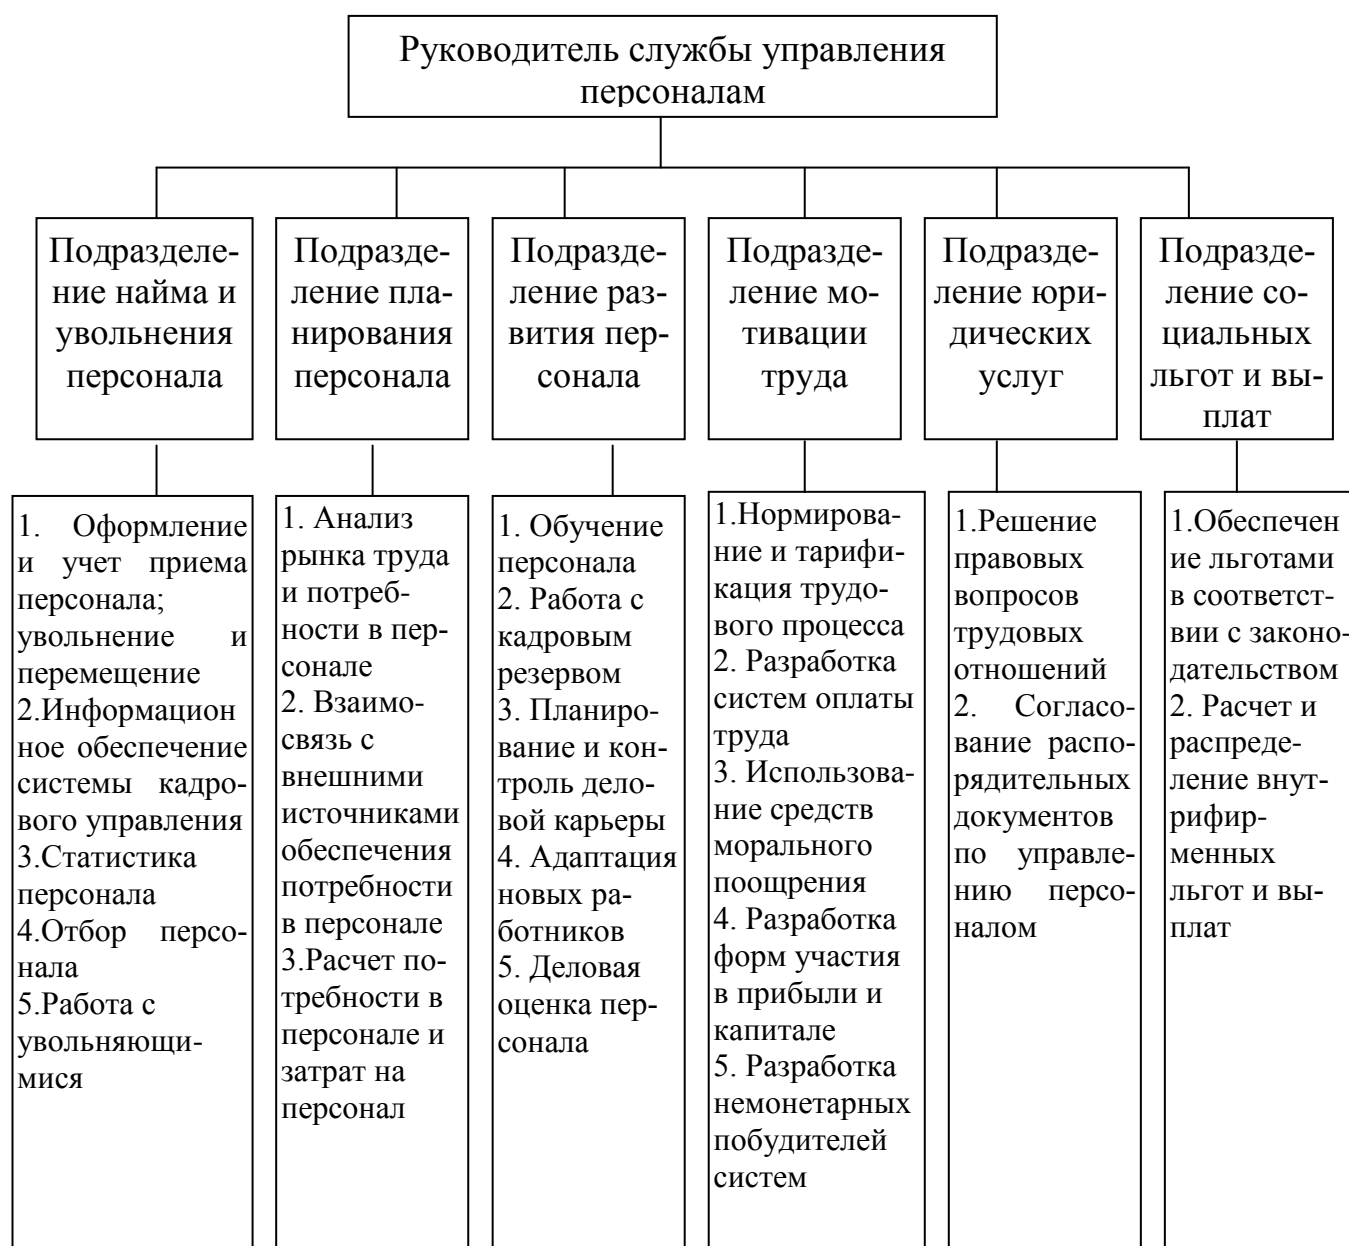 Руководитель службы управления
персоналам
Подразделе-
ние найма и
увольнения
персонала
Подразде-
ление пла-
нирования
персонала
Подразде-
ление раз-
вития пер-
сонала
Подразде-
ление мо-
тивации
труда
Подразде-
ление юри-
дических
услуг
Подразде-
ление со-
циальных
льгот и вы-
плат
1. Оформление
и учет приема
персонала;
увольнение и
перемещение
2.Информацион
ное обеспечение
системы кадро-
вого управления
3.Статистика
персонала
4.Отбор персо-
нала
5.Работа с
увольняющи-
мися
1. Анализ
рынка труда
и потреб-
ности в пер-
сонале
2. Взаимо-
связь с
внешними
источниками
обеспечения
потребности
в персонале
3.Расчет по-
требности в
персонале и
затрат на
персонал
1. Обучение
персонала
2. Работа с
кадровым
резервом
3. Планиро-
вание и кон-
троль дело-
вой карьеры
4. Адаптация
новых ра-
ботников
5. Деловая
оценка пер-
сонала
1.Нормирова-
ние и тарифи-
кация трудо-
вого процесса
2. Разработка
систем оплаты
труда
3. Использова-
ние средств
морального
поощрения
4. Разработка
форм участия
в прибыли и
капитале
5. Разработка
немонетарных
побудителей
систем
1.Решение
правовых
вопросов
трудовых
отношений
2. Согласо-
вание распо-
рядительных
документов
по управле-
нию персо-
налом
1.Обеспечен
ие льготами
в соответст-
вии с законо-
дательством
2. Расчет и
распреде-
ление внут-
рифир-
менных
льгот и вы-
плат